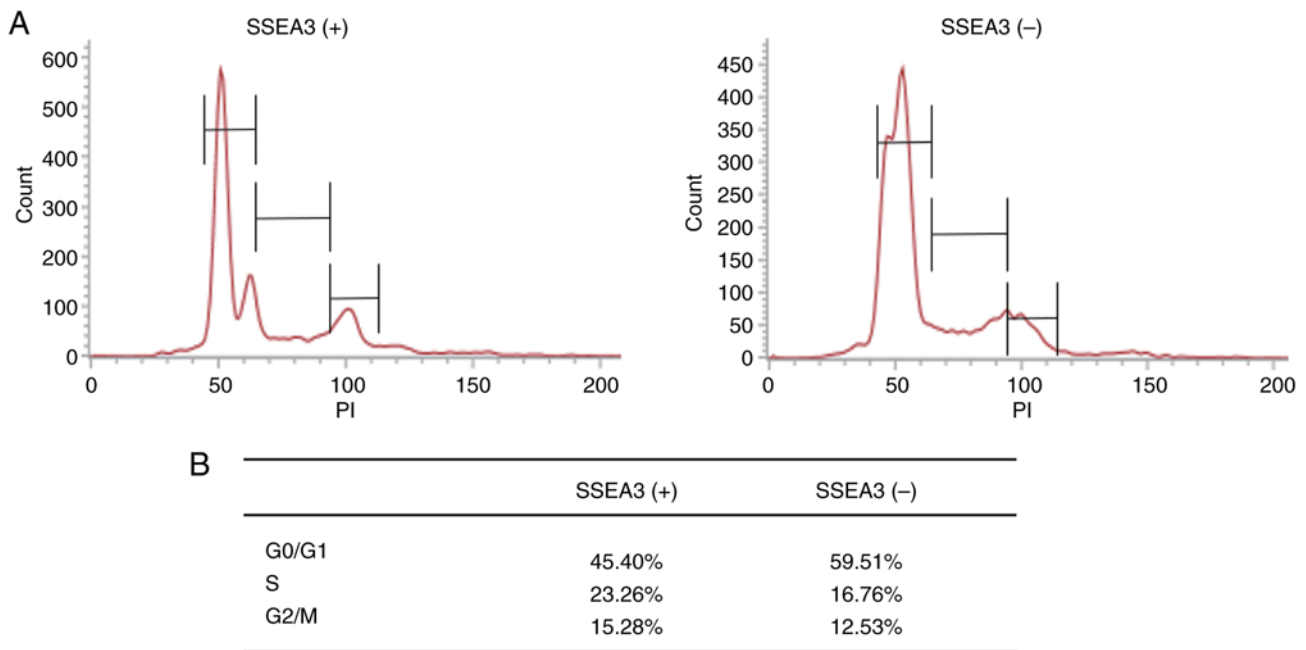 A
SSEA3 (+)
600
500
400
300
200
100
0
Count
0 50 100 150 200
PI
SSEA3 (–)
450
400
350
300
250
200
150
100
50
0
Count
0 50 100 150 200
PI
B
SSEA3 (+) SSEA3 (–)
G0/G1 45.40% 59.51%
S 23.26% 16.76%
G2/M 15.28% 12.53%